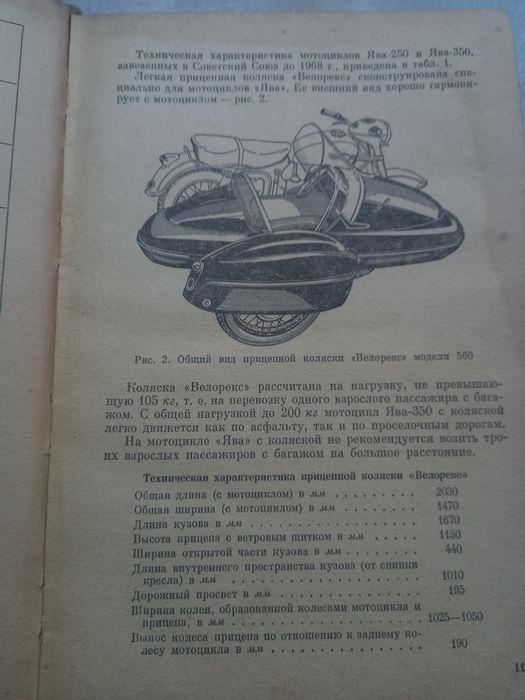 Техническая характеристика мотоциклов Ява-250 и Ява-350,
завезенных в Советский Союз до 1968 г., приведена в табл. 1.
Легкая прицепная коляска «Велорекс» сконструирована спе-
циально для мотоциклов «Ява». Ее внешний вид хорошо гармони-
рует с мотоциклом — рис. 2.
Рис. 2. Общий вид прицепной коляски «Велорекс» модели 560
Коляска «Велорекс» рассчитана на нагрузку, не превышаю-
щую 105 кг, т. е. на перевозку одного взрослого пассажира с бага-
жом. С общей нагрузкой до 200 кг мотоцикл Ява-350 с коляской
легко движется как по асфальту, так и по проселочным дорогам.
На мотоцикле «Ява» с коляской не рекомендуется возить тро-
их взрослых пассажиров с багажом на большое расстояние.
Техническая характеристика прицепной коляски «Велорекс»
Общая длина (с мотоциклом) в мм . . . . . . . . . 2030
Общая ширина (с мотоциклом) в мм . . . . . . . . 1470
Длина кузова в мм . . . . . . . . . . . . . . . . 1670
Высота прицепа с ветровым щитком в мм . . . . . 1150
Ширина открытой части кузова в мм . . . . . . . . 440
Длина внутреннего пространства кузова (от спинки
кресла) в мм . . . . . . . . . . . . . . . . . . 1010
Дорожный просвет в мм . . . . . . . . . . . . . . 195
Ширина колеи, образованной колесами мотоцикла и
прицепа, в мм . . . . . . . . . . . . . . . . . 1025—1050
Вынос колеса прицепа по отношению к заднему ко-
лесу мотоцикла в мм . . . . . . . . . . . . . . . 190
11